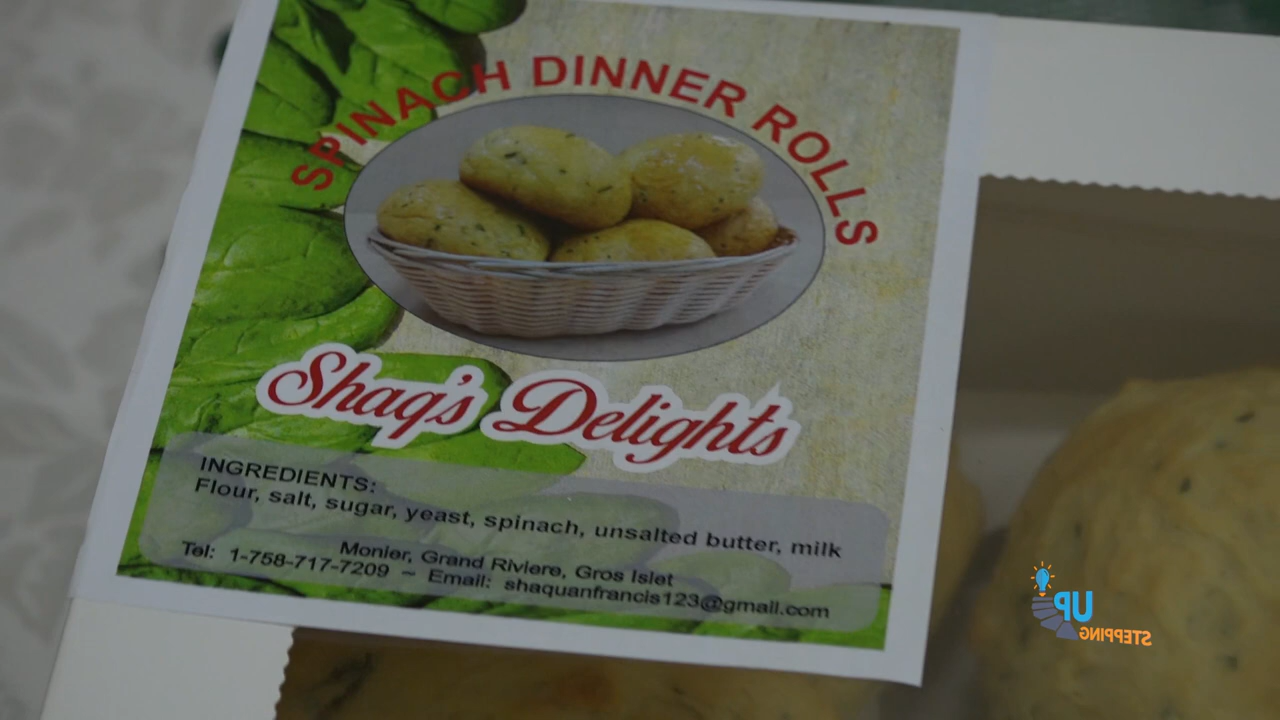 SPINACH DINNER ROLLS
Shaq's Delights
INGREDIENTS:
Flour, salt, sugar, yeast, spinach, unsalted butter, milk
Monier, Grand Riviere, Gros Islet
Tel: 1-758-717-7209 ~ Email: shaquanfrancis123@gmail.com
UP
STEPPING